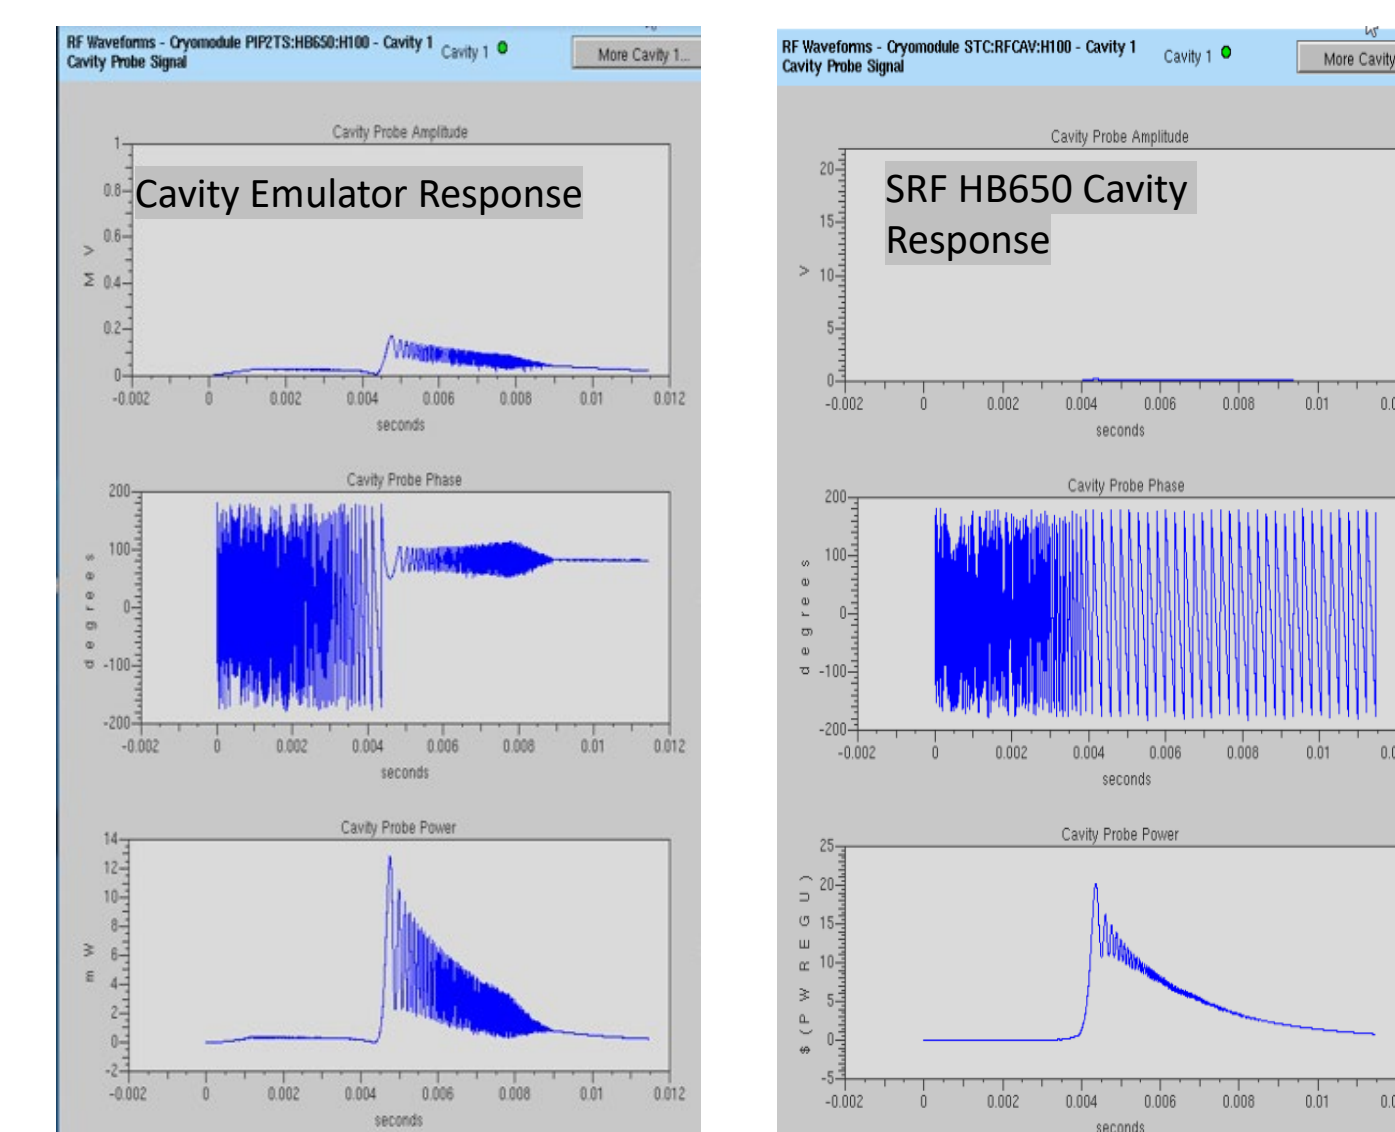 RF Waveforms - Cryomodule PIP2TS:HB650:H100 - Cavity 1
Cavity Probe Signal
Cavity 1
More Cavity 1...
Cavity Probe Amplitude
Cavity Emulator Response
1
0.8
0.6
0.4
0.2
0
M V
-0.002 0 0.002 0.004 0.006 0.008 0.01 0.012
seconds
Cavity Probe Phase
200
100
0
-100
-200
degrees
-0.002 0 0.002 0.004 0.006 0.008 0.01 0.012
seconds
Cavity Probe Power
14
12
10
8
6
4
2
0
-2
m W
-0.002 0 0.002 0.004 0.006 0.008 0.01 0.012
seconds
RF Waveforms - Cryomodule STC:RFCAV:H100 - Cavity 1
Cavity Probe Signal
Cavity 1
More Cavity
Cavity Probe Amplitude
SRF HB650 Cavity
Response
20
15
10
5
0
V
-0.002 0 0.002 0.004 0.006 0.008 0.01 0.0
seconds
Cavity Probe Phase
200
100
0
-100
-200
degrees
-0.002 0 0.002 0.004 0.006 0.008 0.01 0.0
seconds
Cavity Probe Power
25
20
15
10
5
0
-5
$(PWREGU)
-0.002 0 0.002 0.004 0.006 0.008 0.01 0.0
seconds